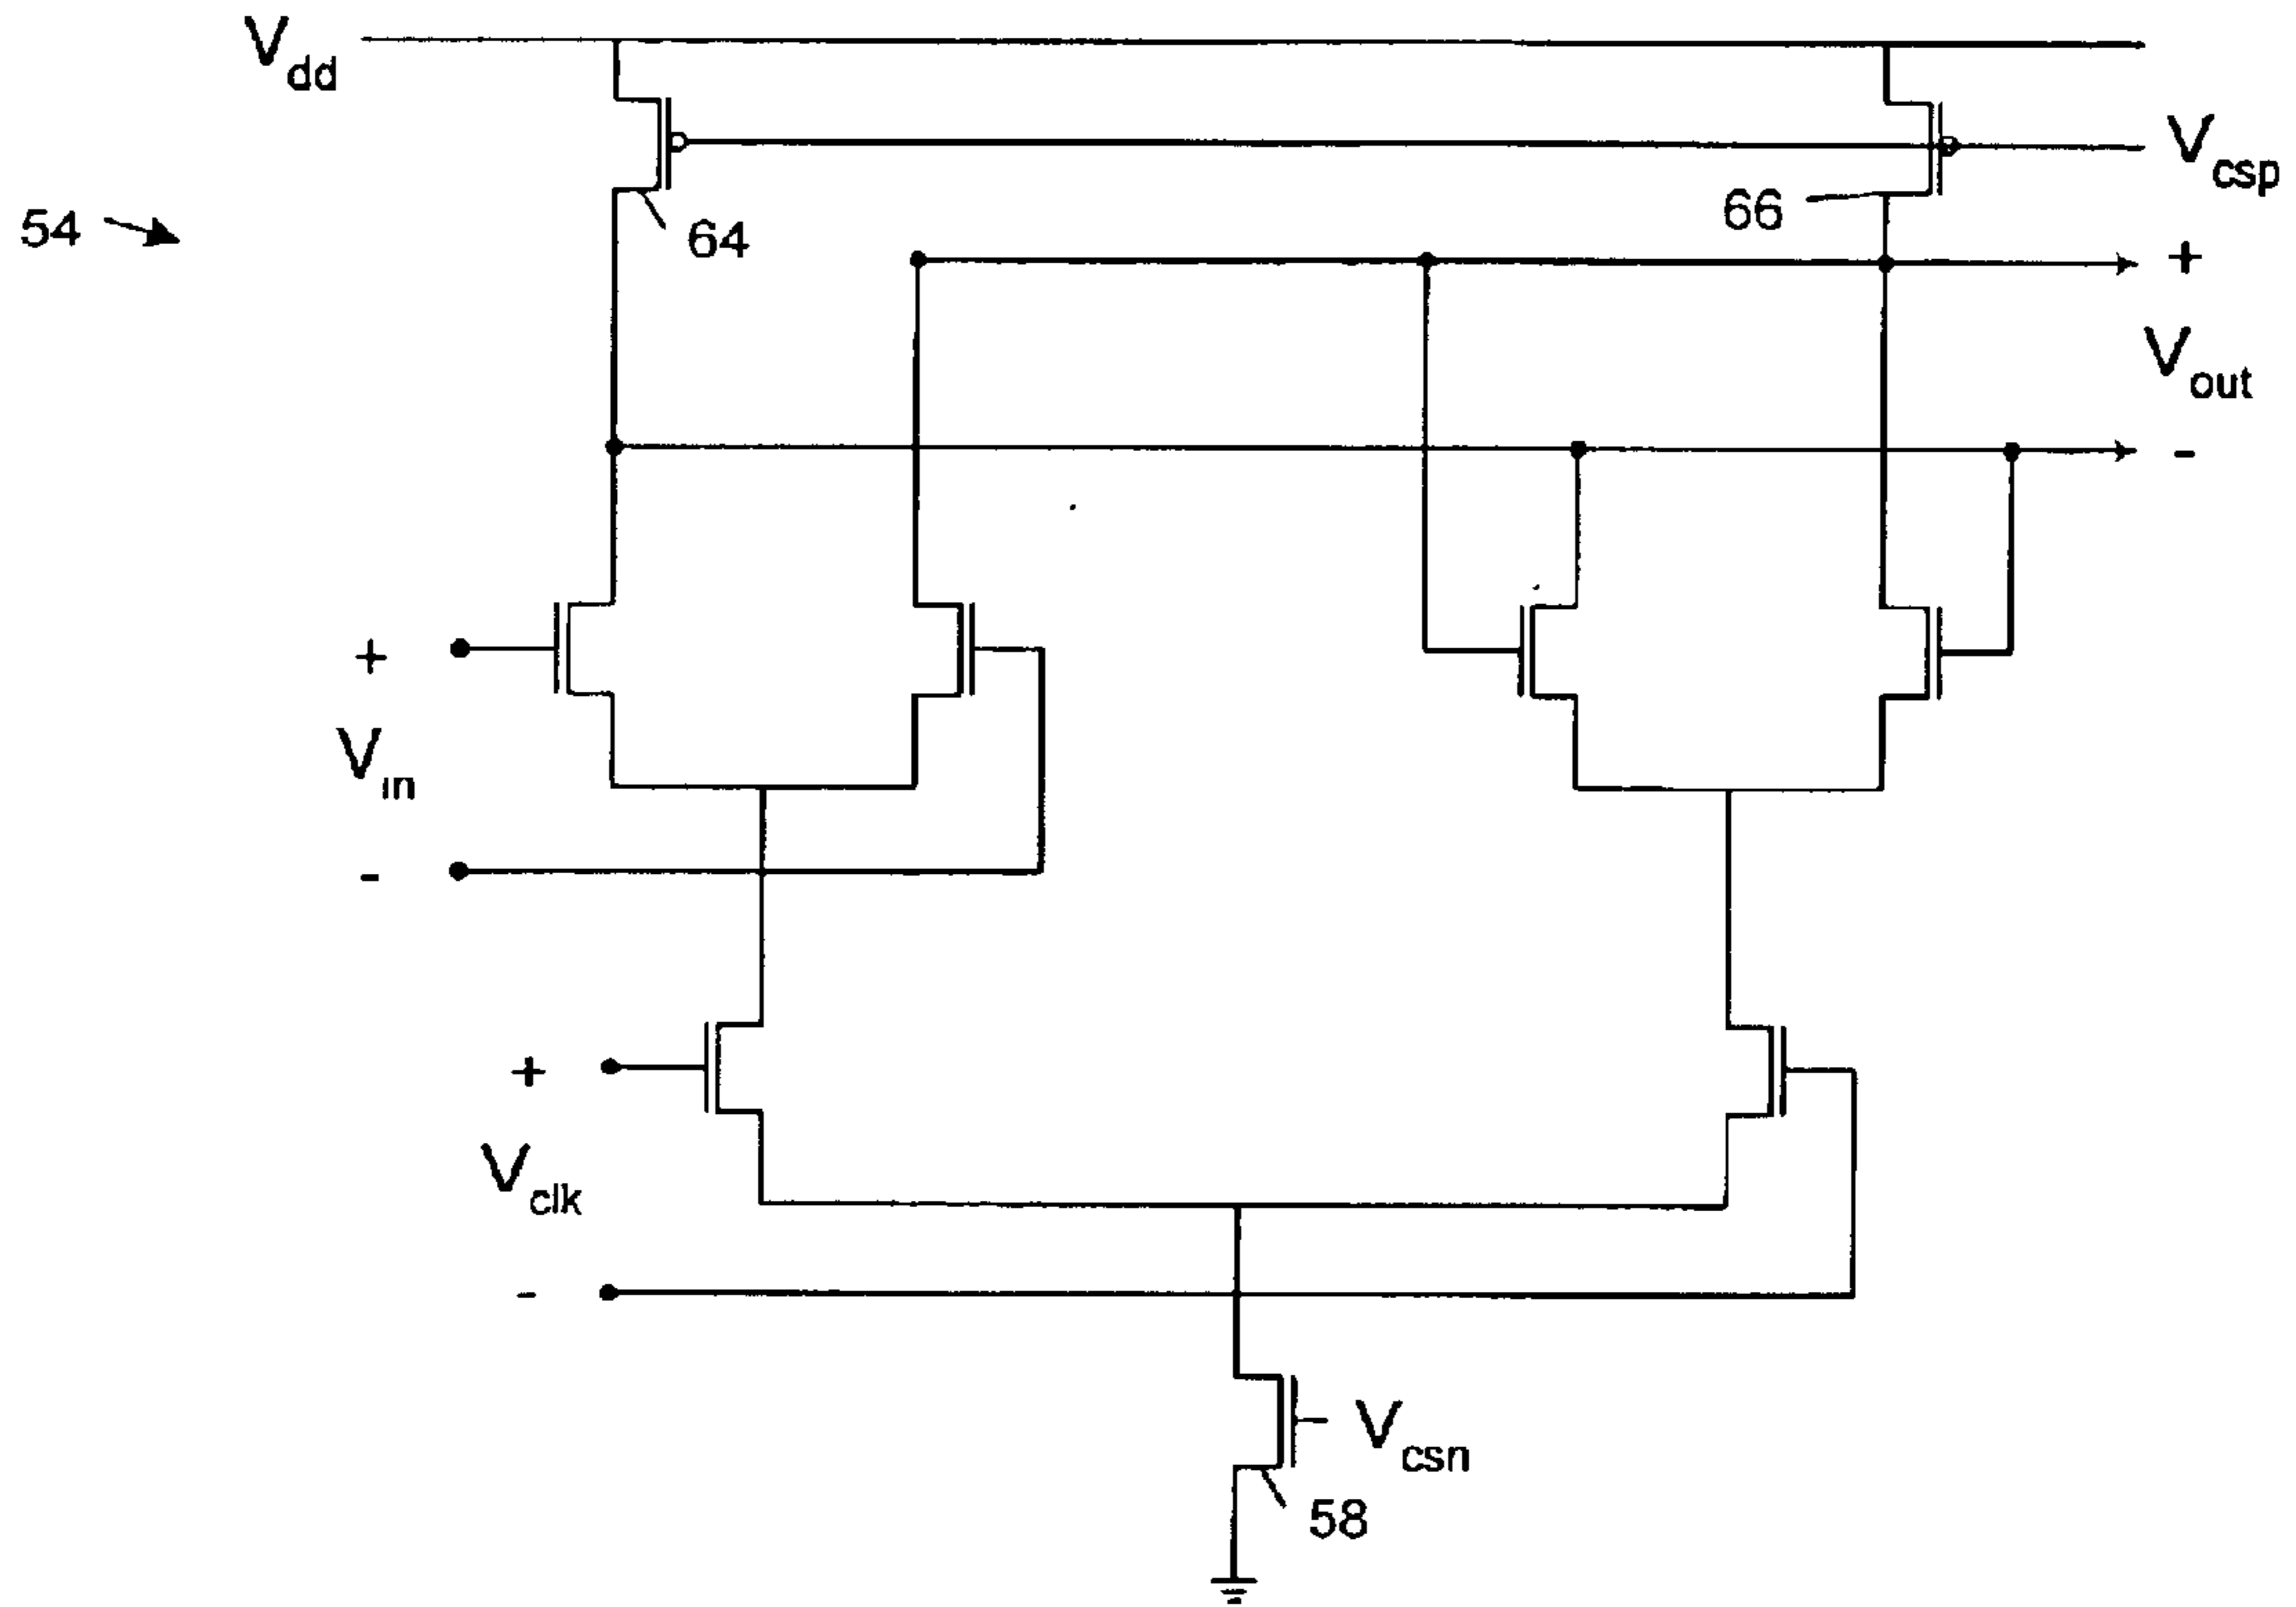 Vdd
Vcsp
54
64
66
+
Vout
-
+
Vin
-
+
Vclk
-
Vcsn
58